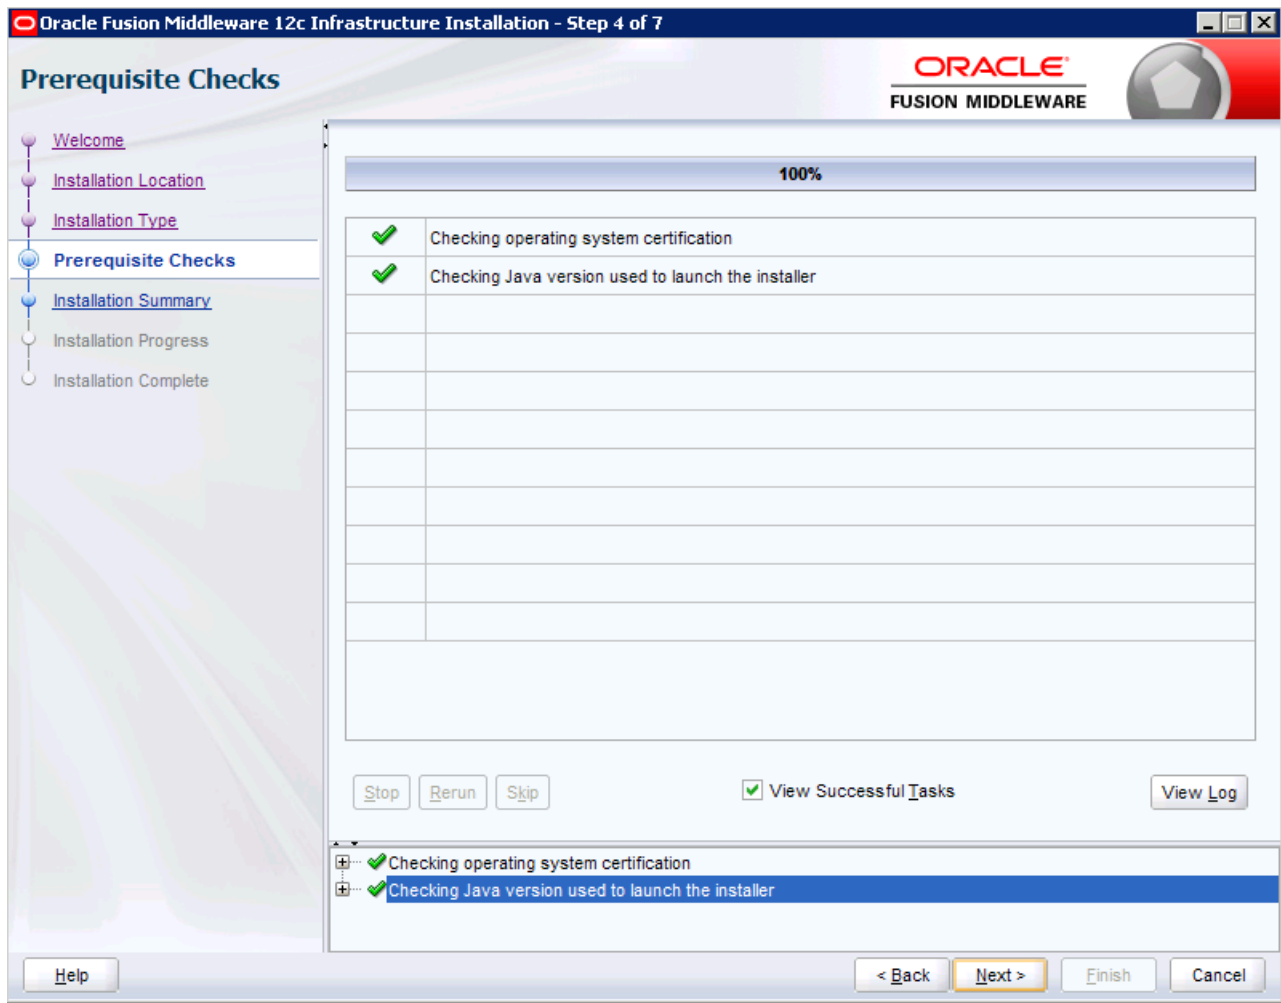 Oracle Fusion Middleware 12c Infrastructure Installation - Step 4 of 7
Prerequisite Checks
ORACLE
FUSION MIDDLEWARE
Welcome
Installation Location
Installation Type
Prerequisite Checks
Installation Summary
Installation Progress
Installation Complete
100%
Checking operating system certification
Checking Java version used to launch the installer
Stop Rerun Skip View Successful Tasks View Log
Checking operating system certification
Checking Java version used to launch the installer
Help < Back Next > Finish Cancel